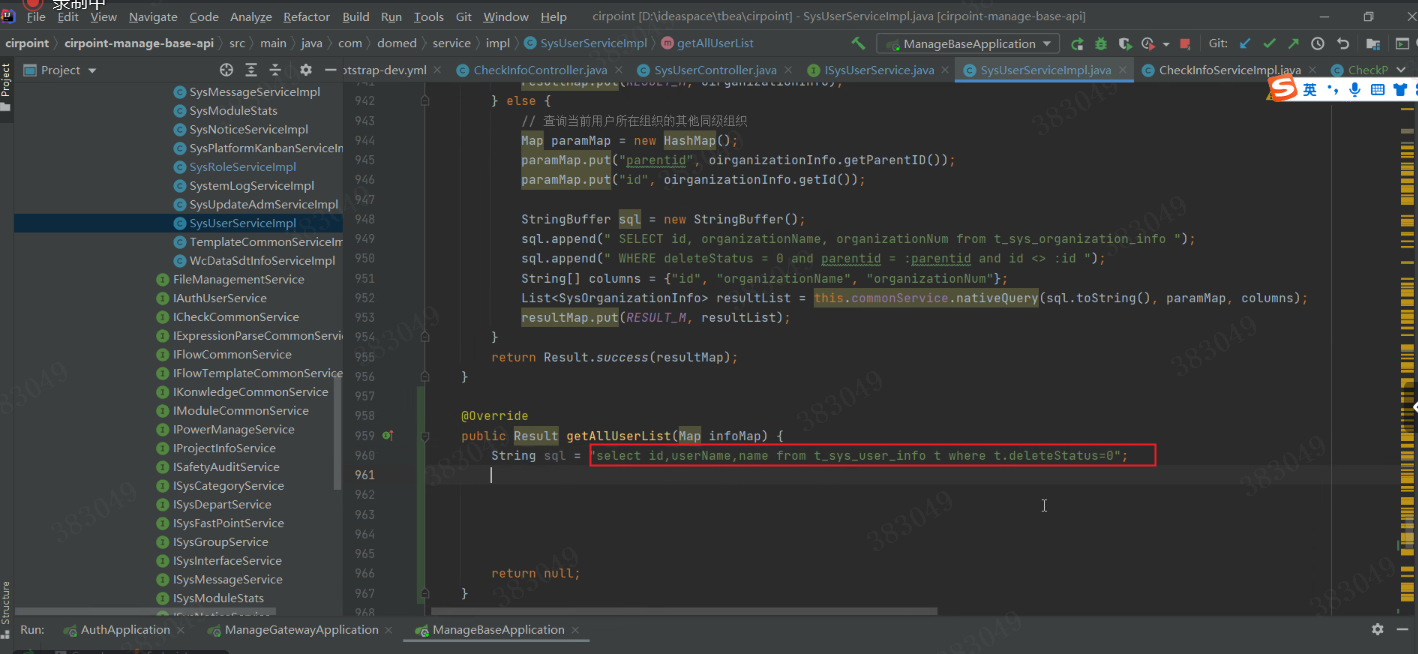 录制中
File Edit View Navigate Code Analyze Refactor Build Run Tools Git Window Help cirpoint [D:\ideaspace\tbea\cirpoint] - SysUserServiceImpl.java [cirpoint-manage-base-api]
cirpoint cirpoint-manage-base-api src main java com domed service impl SysUserServiceImpl getAllUserList ManageBaseApplication Git:
Project
Project
otstrap-dev.yml CheckInfoController.java SysUserController.java ISysUserService.java SysUserServiceImpl.java CheckInfoServiceImpl.java CheckP
英
SysMessageServiceImpl
SysModuleStats
SysNoticeServiceImpl
SysPlatformKanbanServiceIn
SysRoleServiceImpl
SystemLogServiceImpl
SysUpdateAdmServiceImpl
SysUserServiceImpl
TemplateCommonServiceIm
WcDataSdtInfoServiceImpl
FileManagementService
IAuthUserService
ICheckCommonService
IExpressionParseCommonServi
IFlowCommonService
IFlowTemplateCommonService
IKonwledgeCommonService
IModuleCommonService
IPowerManageService
IProjectInfoService
ISafetyAuditService
ISysCategoryService
ISysDepartService
ISysFastPointService
ISysGroupService
ISysInterfaceService
ISysMessageService
ISysModuleStats
ISysNoticeService
Structure
941 resultMap.put(RESULT_M, oirganizationInfo);
942 } else {
943 // 查询当前用户所在组织的其他同级组织
944 Map paramMap = new HashMap();
945 paramMap.put("parentid", oirganizationInfo.getParentID());
946 paramMap.put("id", oirganizationInfo.getId());
947
948 StringBuffer sql = new StringBuffer();
949 sql.append(" SELECT id, organizationName, organizationNum from t_sys_organization_info ");
950 sql.append(" WHERE deleteStatus = 0 and parentid = :parentid and id <> :id ");
951 String[] columns = {"id", "organizationName", "organizationNum"};
952 List<SysOrganizationInfo> resultList = this.commonService.nativeQuery(sql.toString(), paramMap, columns);
953 resultMap.put(RESULT_M, resultList);
954 }
955 return Result.success(resultMap);
956 }
957
958 @Override
959 public Result getAllUserList(Map infoMap) {
960 String sql = "select id,userName,name from t_sys_user_info t where t.deleteStatus=0";
961
962
963
964
965
966 return null;
967 }
968
383049
Run: AuthApplication ManageGatewayApplication ManageBaseApplication